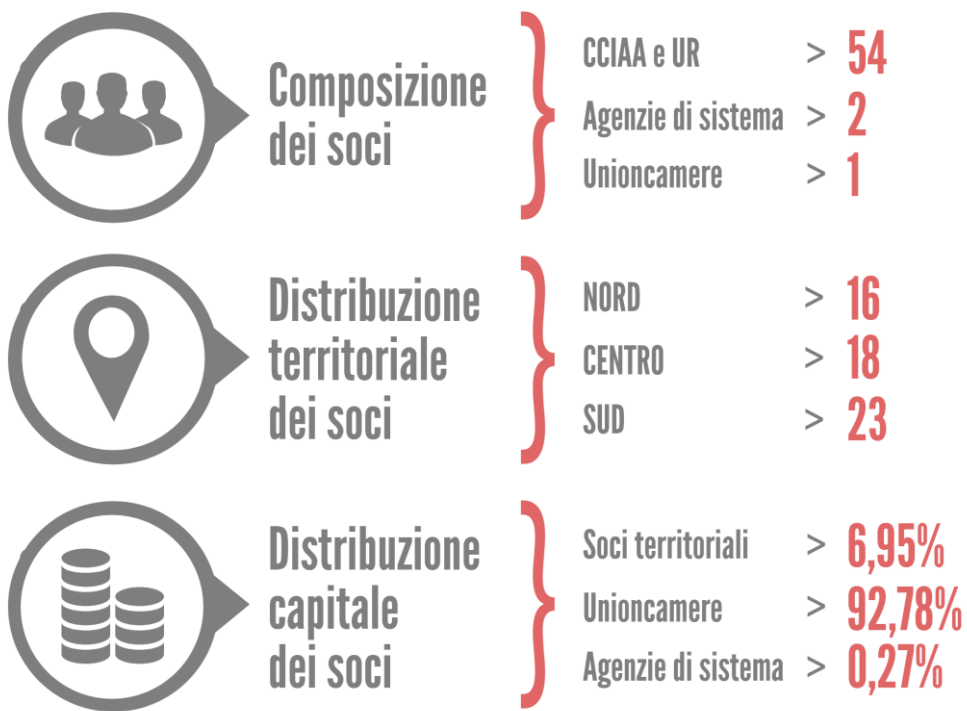 Composizione
dei soci
CCIAA e UR > 54
Agenzie di sistema > 2
Unioncamere > 1
Distribuzione
territoriale
dei soci
NORD > 16
CENTRO > 18
SUD > 23
Distribuzione
capitale
dei soci
Soci territoriali > 6,95%
Unioncamere > 92,78%
Agenzie di sistema > 0,27%